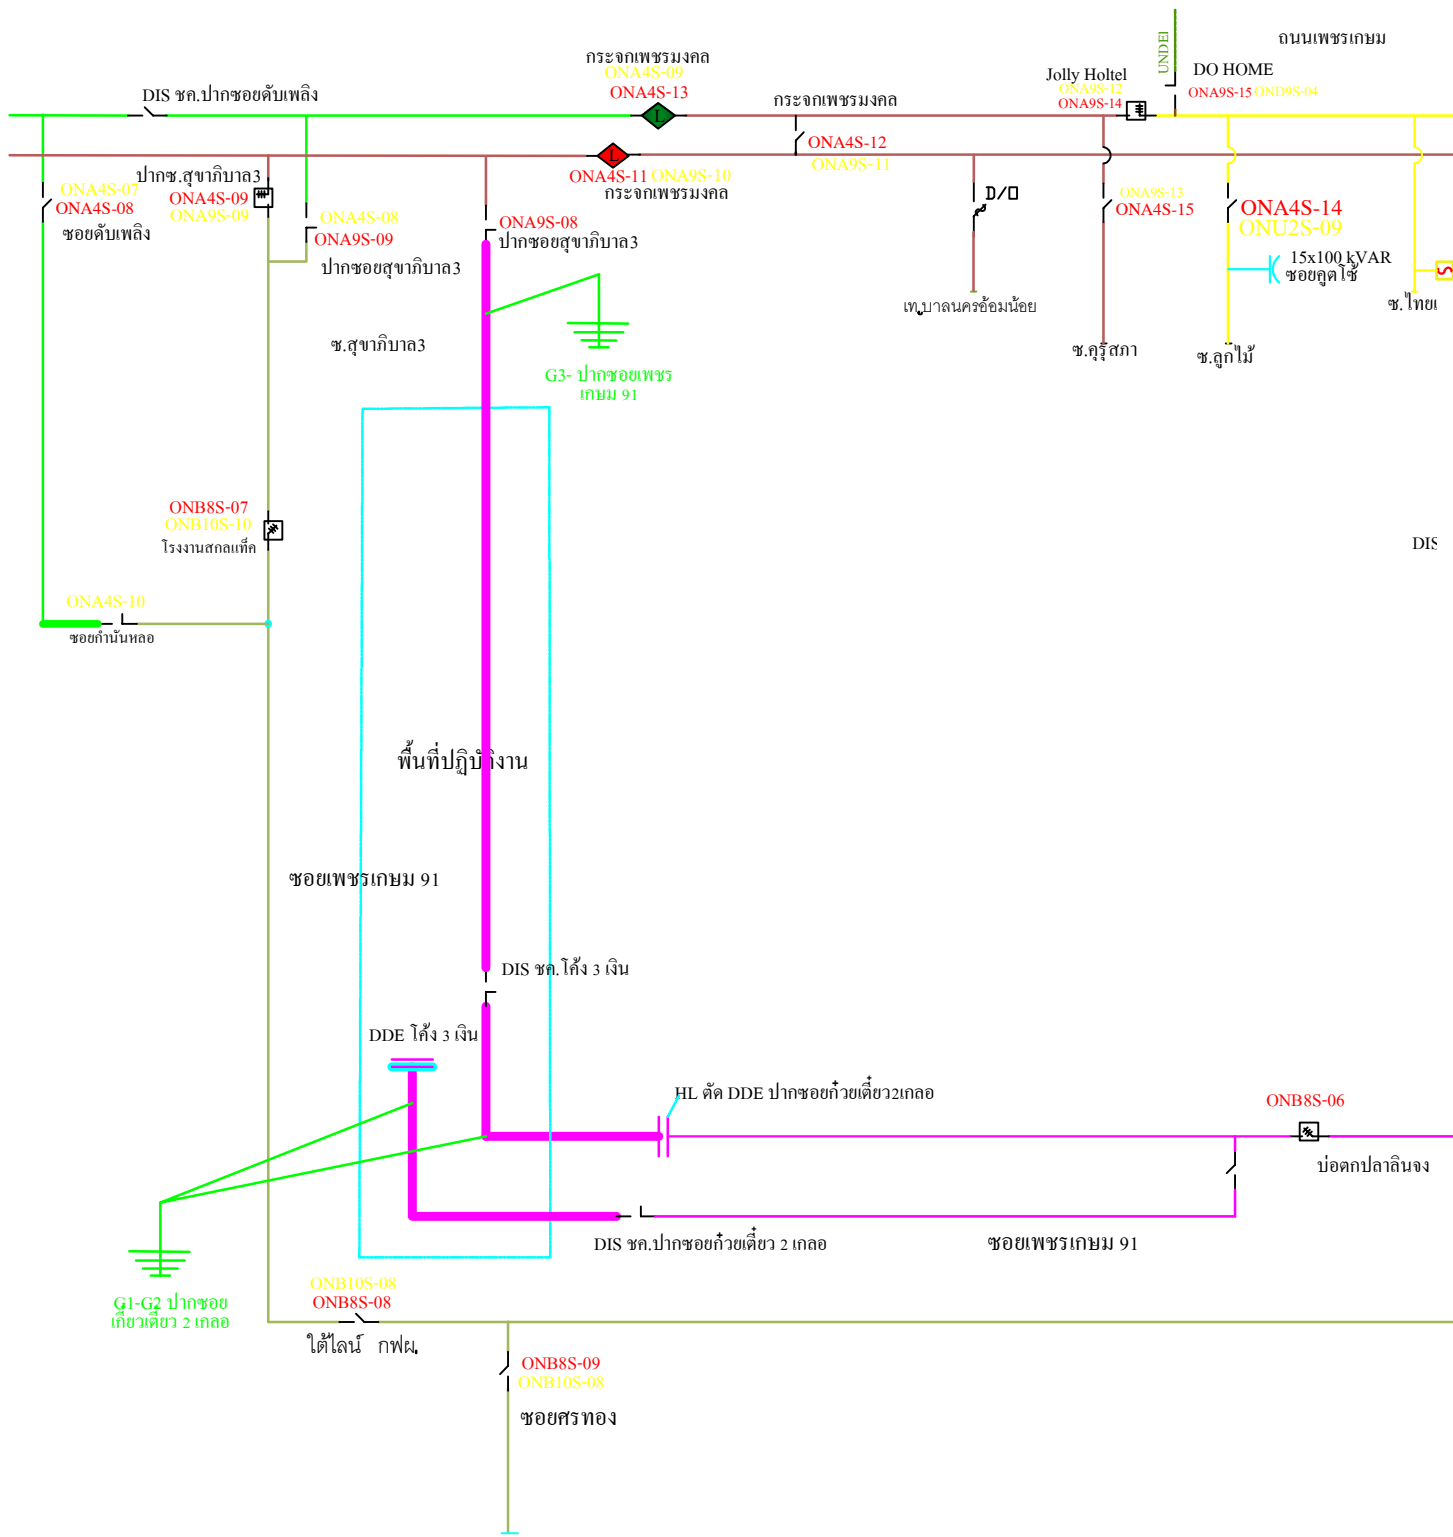 ถนนเพชรเกษม
UNDEI
กระจกเพชรมงคล
ONA4S-09
ONA4S-13
DIS ชค.ปากซอยดับเพลิง
L
กระจกเพชรมงคล
Jolly Holtel
ONA9S-12
ONA9S-14
DO HOME
ONA9S-15
OND9S-04
ONA4S-12
ONA9S-11
L
ONA4S-11
ONA9S-10
กระจกเพชรมงคล
ปากซ.สุขาภิบาล3
ONA4S-07
ONA4S-08
ซอยดับเพลิง
ONA4S-09
ONA9S-09
ONA4S-08
ONA9S-09
ปากซอยสุขาภิบาล3
ONA9S-08
ปากซอยสุขาภิบาล3
D/O
ONA9S-13
ONA4S-15
ONA4S-14
ONU2S-09
15x100 kVAR
ซอยคูตโช้
S
ซ.สุขาภิบาล3
ซ.คุรุสภา
ซ.ลูกไม้
G3- ปากซอยเพชร
เกษม 91
ONB8S-07
ONB10S-10
โรงงานสกลแท็ค
DIS
ONA4S-10
ซอยกำนันหลอ
พื้นที่ปฏิบัติงาน
ซอยเพชรเกษม 91
DIS ชค.โค้ง 3 เงิน
DDE โค้ง 3 เงิน
HL ตัด DDE ปากซอยก๋วยเตี๋ยว2เกลอ
ONB8S-06
บ่อตกปลาลินจง
DIS ชค.ปากซอยก๋วยเตี๋ยว 2 เกลอ
ซอยเพชรเกษม 91
G1-G2 ปากซอย
เกี๋ยวเตี๋ยว 2 เกลอ
ONB10S-08
ONB8S-08
ใต้ไลน์ กฟผ.
ONB8S-09
ONB10S-08
ซอยศรทอง